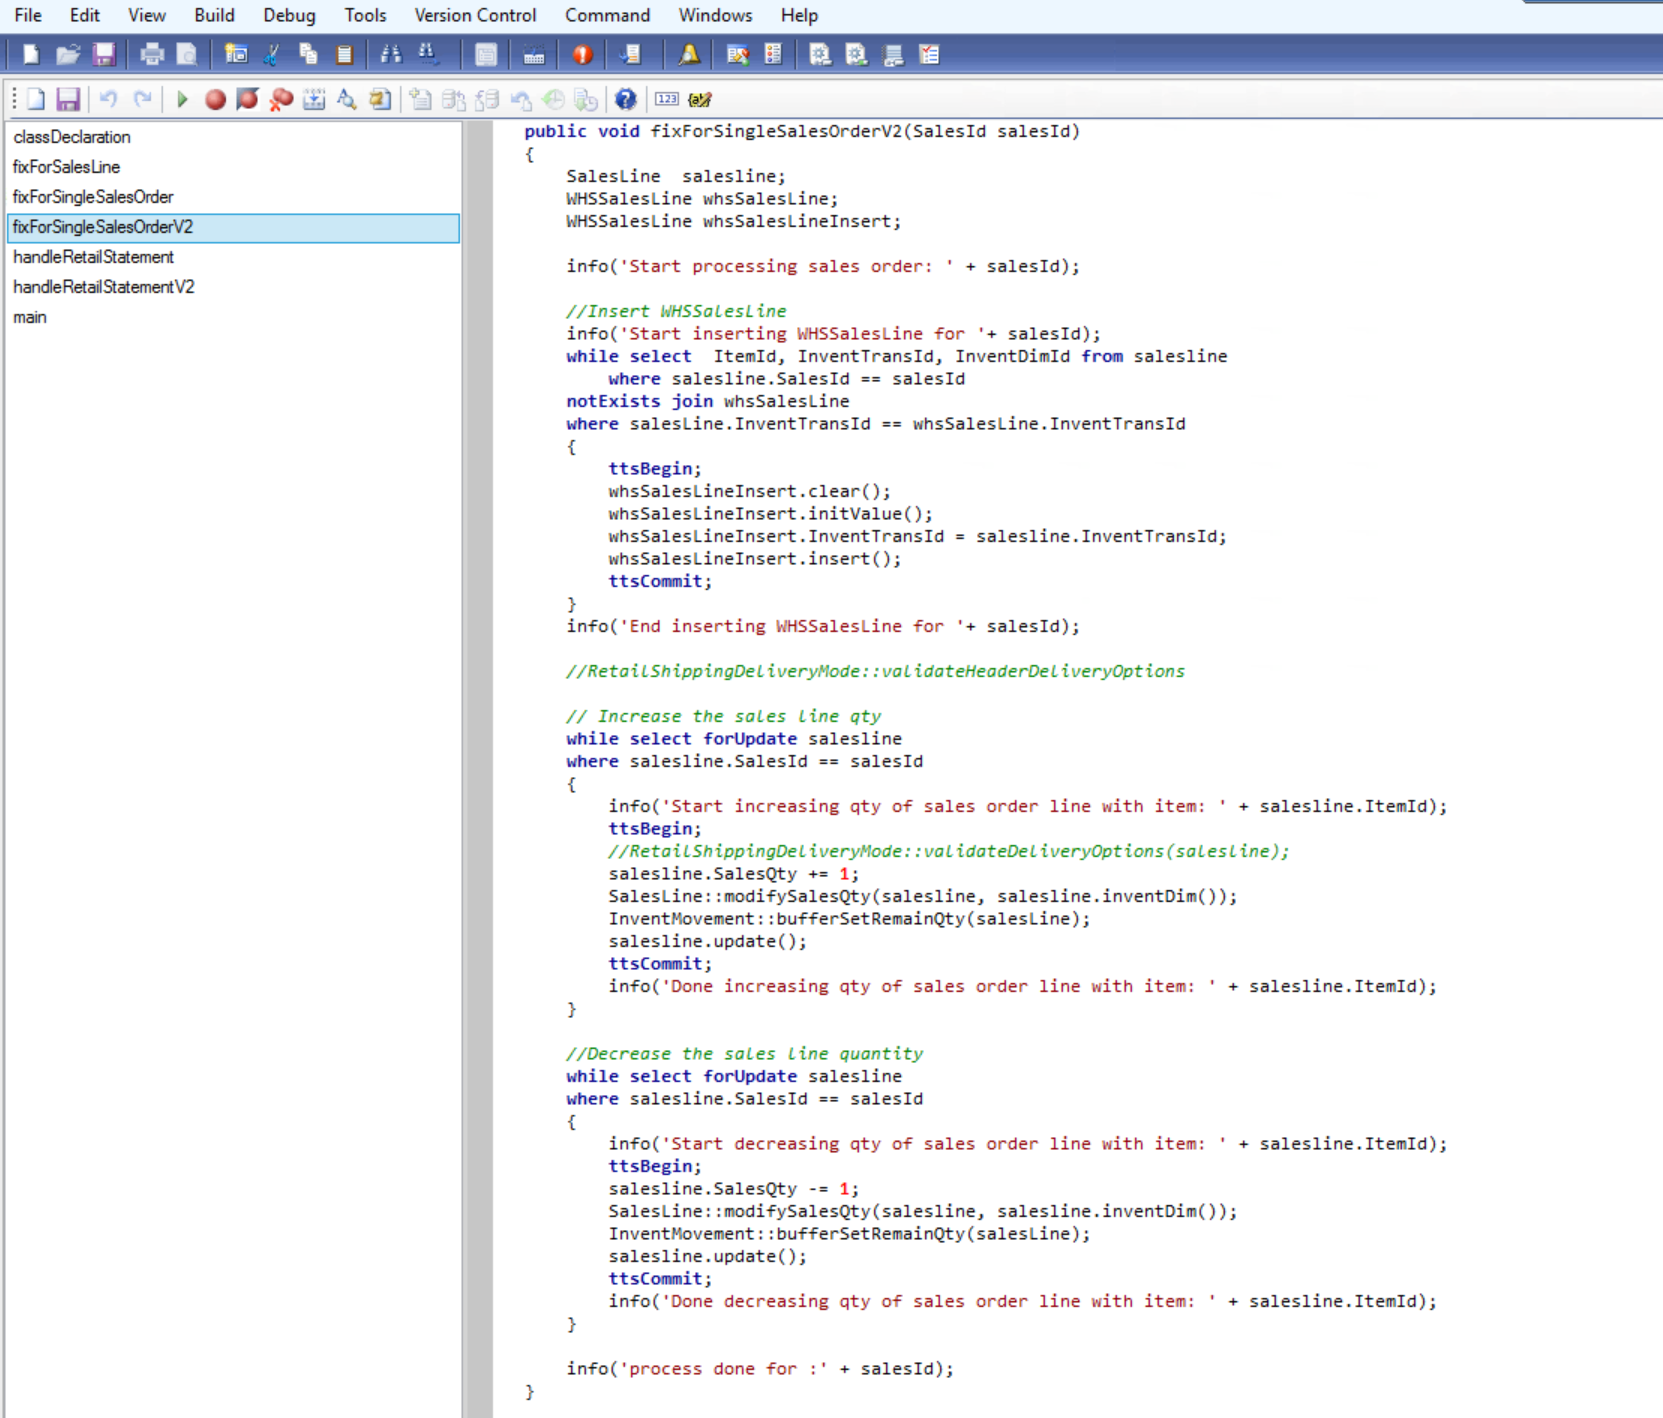 File Edit View Build Debug Tools Version Control Command Windows Help
123 {ab}
classDeclaration
fixForSalesLine
fixForSingleSalesOrder
fixForSingleSalesOrderV2
handleRetailStatement
handleRetailStatementV2
main
public void fixForSingleSalesOrderV2(SalesId salesId)
{
    SalesLine  salesline;
    WHSSalesLine whsSalesLine;
    WHSSalesLine whsSalesLineInsert;

    info('Start processing sales order: ' + salesId);

    //Insert WHSSalesLine
    info('Start inserting WHSSalesLine for '+ salesId);
    while select  ItemId, InventTransId, InventDimId from salesline
        where salesline.SalesId == salesId
    notExists join whsSalesLine
    where salesLine.InventTransId == whsSalesLine.InventTransId
    {
        ttsBegin;
        whsSalesLineInsert.clear();
        whsSalesLineInsert.initValue();
        whsSalesLineInsert.InventTransId = salesline.InventTransId;
        whsSalesLineInsert.insert();
        ttsCommit;
    }
    info('End inserting WHSSalesLine for '+ salesId);

    //RetailShippingDeliveryMode::validateHeaderDeliveryOptions

    // Increase the sales line qty
    while select forUpdate salesline
    where salesline.SalesId == salesId
    {
        info('Start increasing qty of sales order line with item: ' + salesline.ItemId);
        ttsBegin;
        //RetailShippingDeliveryMode::validateDeliveryOptions(salesline);
        salesline.SalesQty += 1;
        SalesLine::modifySalesQty(salesline, salesline.inventDim());
        InventMovement::bufferSetRemainQty(salesLine);
        salesline.update();
        ttsCommit;
        info('Done increasing qty of sales order line with item: ' + salesline.ItemId);
    }

    //Decrease the sales line quantity
    while select forUpdate salesline
    where salesline.SalesId == salesId
    {
        info('Start decreasing qty of sales order line with item: ' + salesline.ItemId);
        ttsBegin;
        salesline.SalesQty -= 1;
        SalesLine::modifySalesQty(salesline, salesline.inventDim());
        InventMovement::bufferSetRemainQty(salesLine);
        salesline.update();
        ttsCommit;
        info('Done decreasing qty of sales order line with item: ' + salesline.ItemId);
    }

    info('process done for :' + salesId);
}